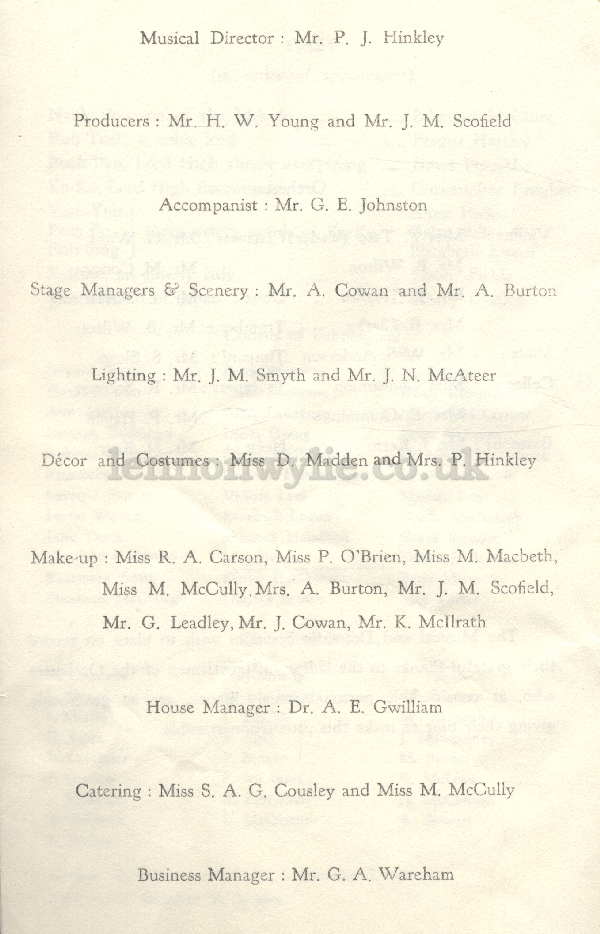 Musical Director : Mr. P. J. Hinkley
Producers : Mr. H. W. Young and Mr. J. M. Scofield
Accompanist : Mr. G. E. Johnston
Stage Managers & Scenery : Mr. A. Cowan and Mr. A. Burton
Lighting : Mr. J. M. Smyth and Mr. J. N. McAteer
Décor and Costumes : Miss D. Madden and Mrs. P. Hinkley
lennonwylie.co.uk
Make-up : Miss R. A. Carson, Miss P. O'Brien, Miss M. Macbeth,
Miss M. McCully, Mrs. A. Burton, Mr. J. M. Scofield,
Mr. G. Leadley, Mr. J. Cowan, Mr. K. McIlrath
House Manager : Dr. A. E. Gwilliam
Catering : Miss S. A. G. Cousley and Miss M. McCully
Business Manager : Mr. G. A. Wareham